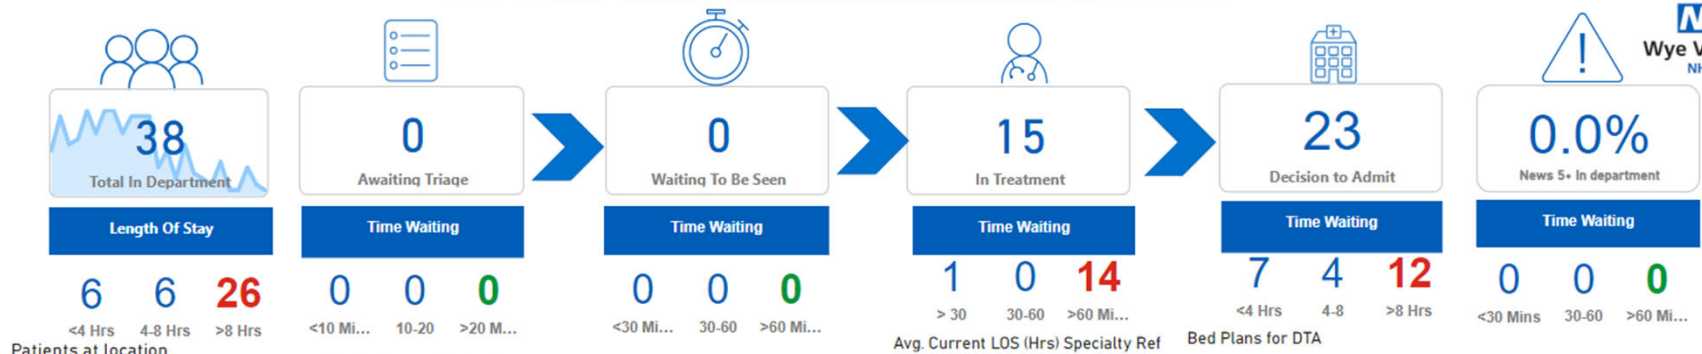 38
Total In Department
Length Of Stay
6 6 26
<4 Hrs 4-8 Hrs >8 Hrs
Patients at location
0
Awaiting Triage
Time Waiting
0 0 0
<10 Mi... 10-20 >20 M...
0
Waiting To Be Seen
Time Waiting
0 0 0
<30 Mi... 30-60 >60 Mi...
15
In Treatment
Time Waiting
1 0 14
> 30 30-60 >60 Mi...
Avg. Current LOS (Hrs) Specialty Ref
23
Decision to Admit
Time Waiting
7 4 12
<4 Hrs 4-8 >8 Hrs
Bed Plans for DTA
Wye
0.0%
News 5+ In department
Time Waiting
0 0 0
<30 Mins 30-60 >60 Mi...